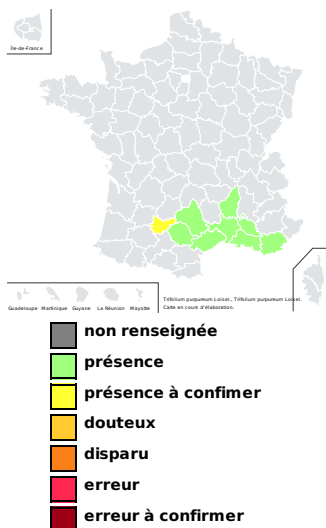 Île-de-France
Guadeloupe Martinique Guyane La Réunion Mayotte
Trifolium purpureum Loisel., Trifolium purpureum Loisel.
Carte en cours d'élaboration.
non renseignée
présence
présence à confimer
douteux
disparu
erreur
erreur à confirmer